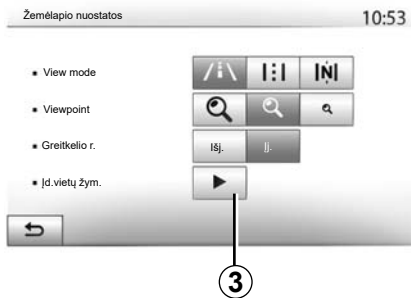 Žemėlapio nuostatos 10:53
▪ View mode |N|
▪ Viewpoint
▪ Greitkelio r. Išj. Įj.
▪ Įd.vietų žym.
3